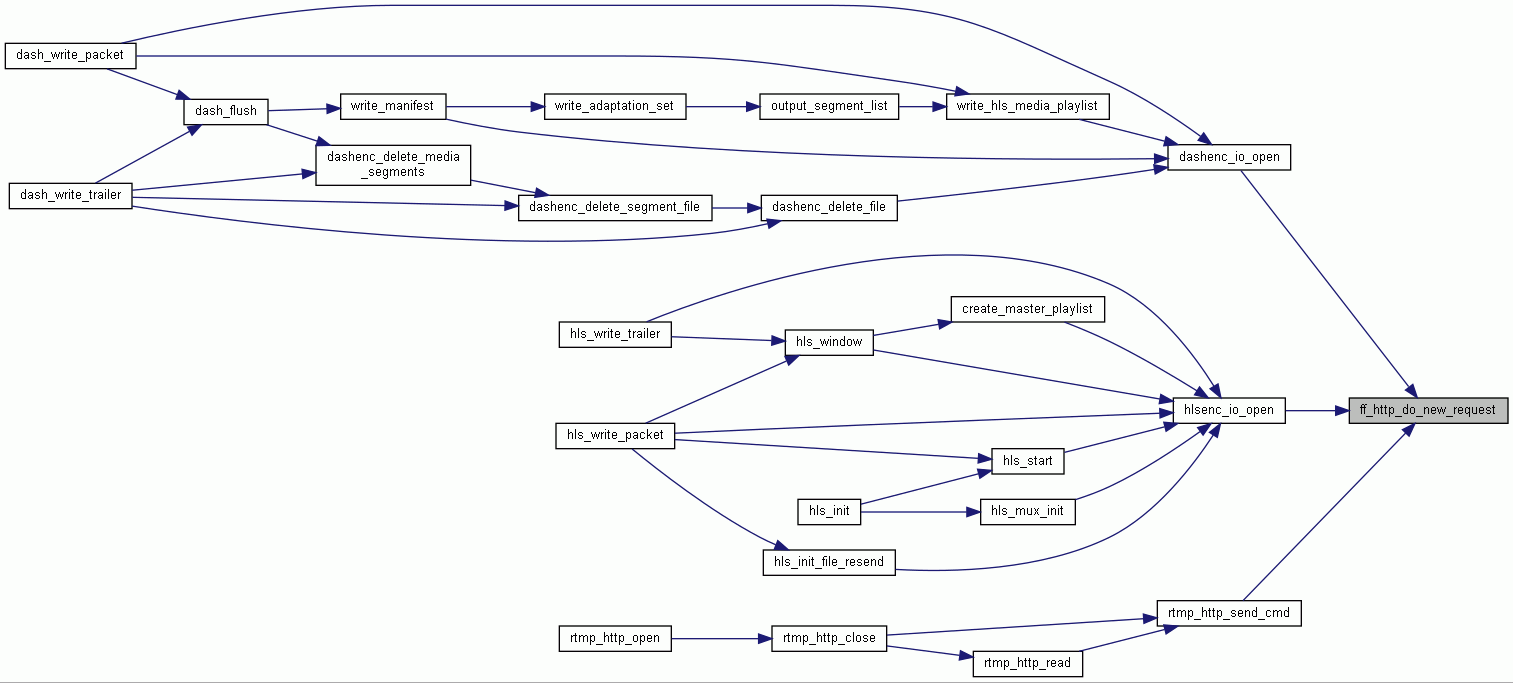 dash_write_packet
dash_flush
write_manifest
write_adaptation_set
output_segment_list
write_hls_media_playlist
dashenc_io_open
dashenc_delete_media
_segments
dash_write_trailer
dashenc_delete_segment_file
dashenc_delete_file
create_master_playlist
hls_write_trailer
hls_window
hlsenc_io_open
ff_http_do_new_request
hls_write_packet
hls_start
hls_init
hls_mux_init
hls_init_file_resend
rtmp_http_send_cmd
rtmp_http_open
rtmp_http_close
rtmp_http_read